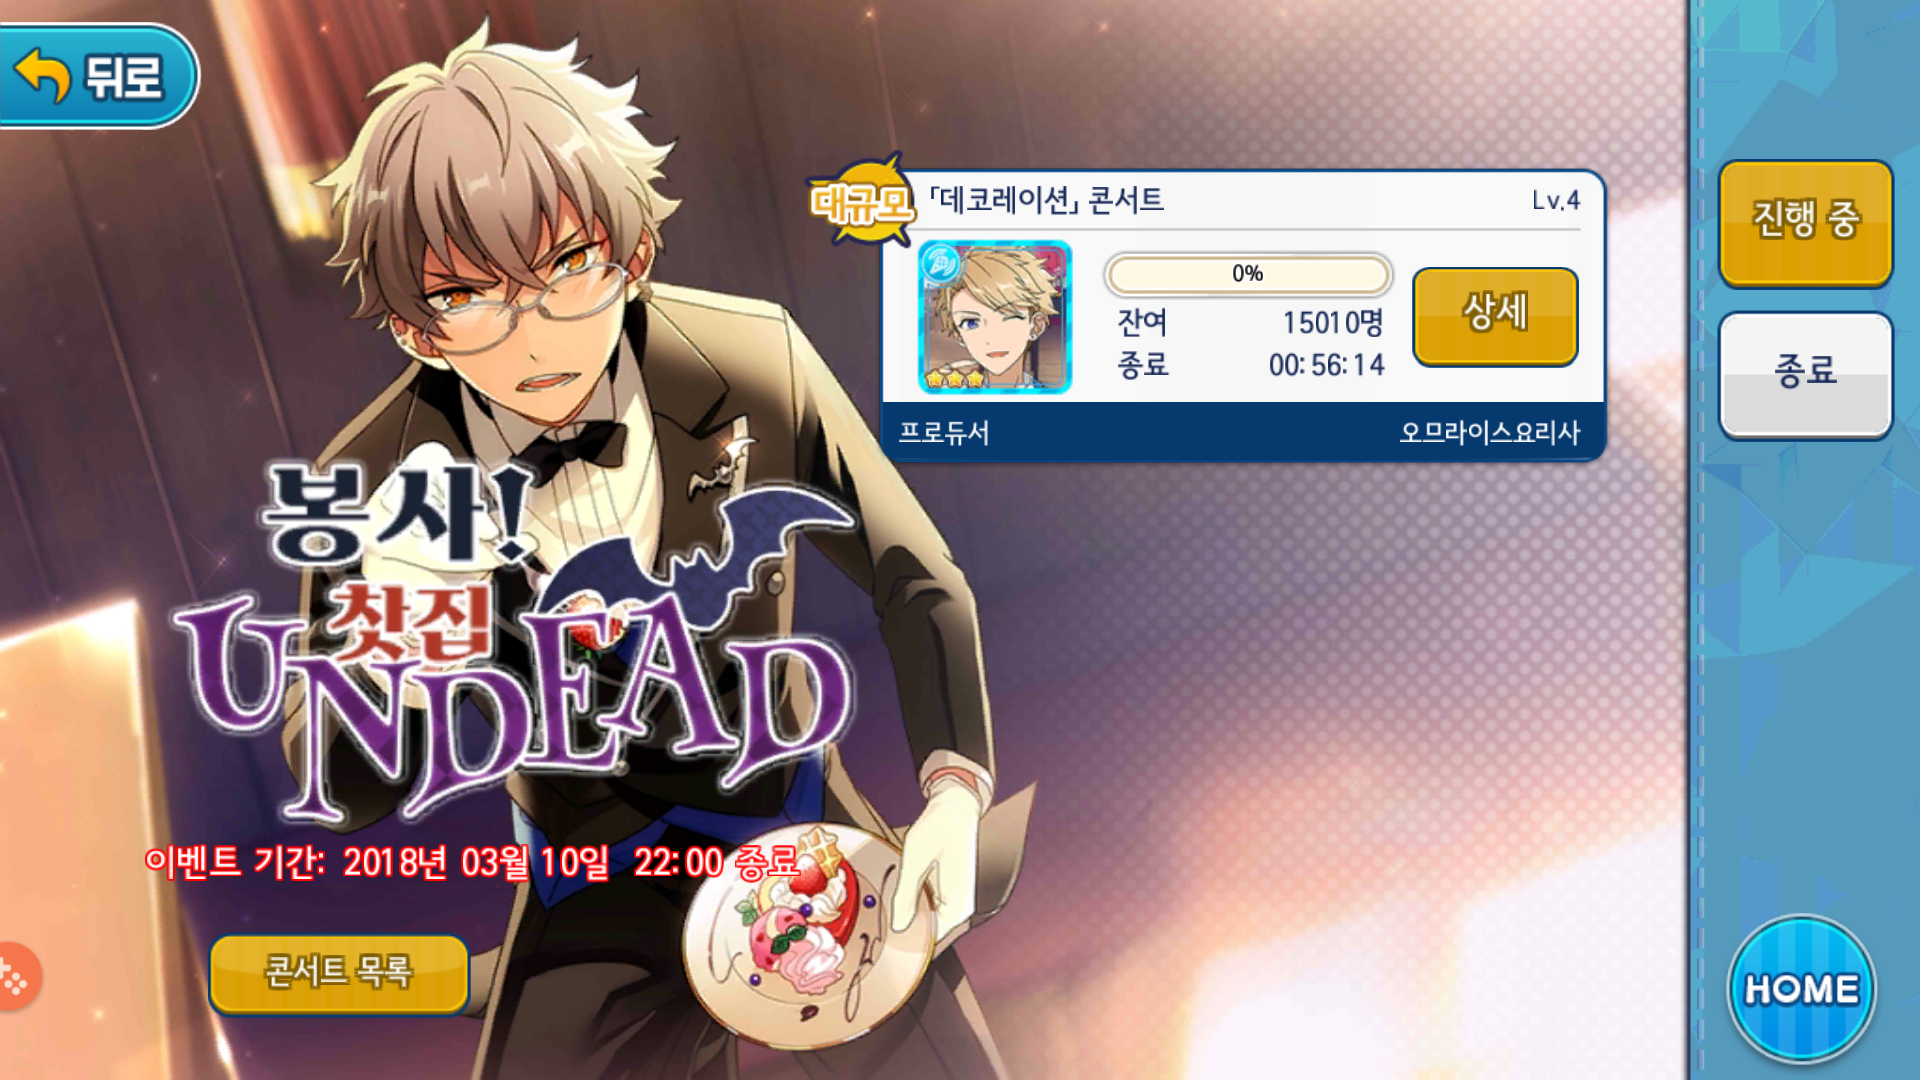 뒤로
대규모
「데코레이션」 콘서트
Lv.4
0%
잔여 15010명
종료 00:56:14
상세
프로듀서 오므라이스요리사
진행 중
종료
봉사!
찻집
UNDEAD
이벤트 기간: 2018년 03월 10일 22:00 종료
콘서트 목록
HOME